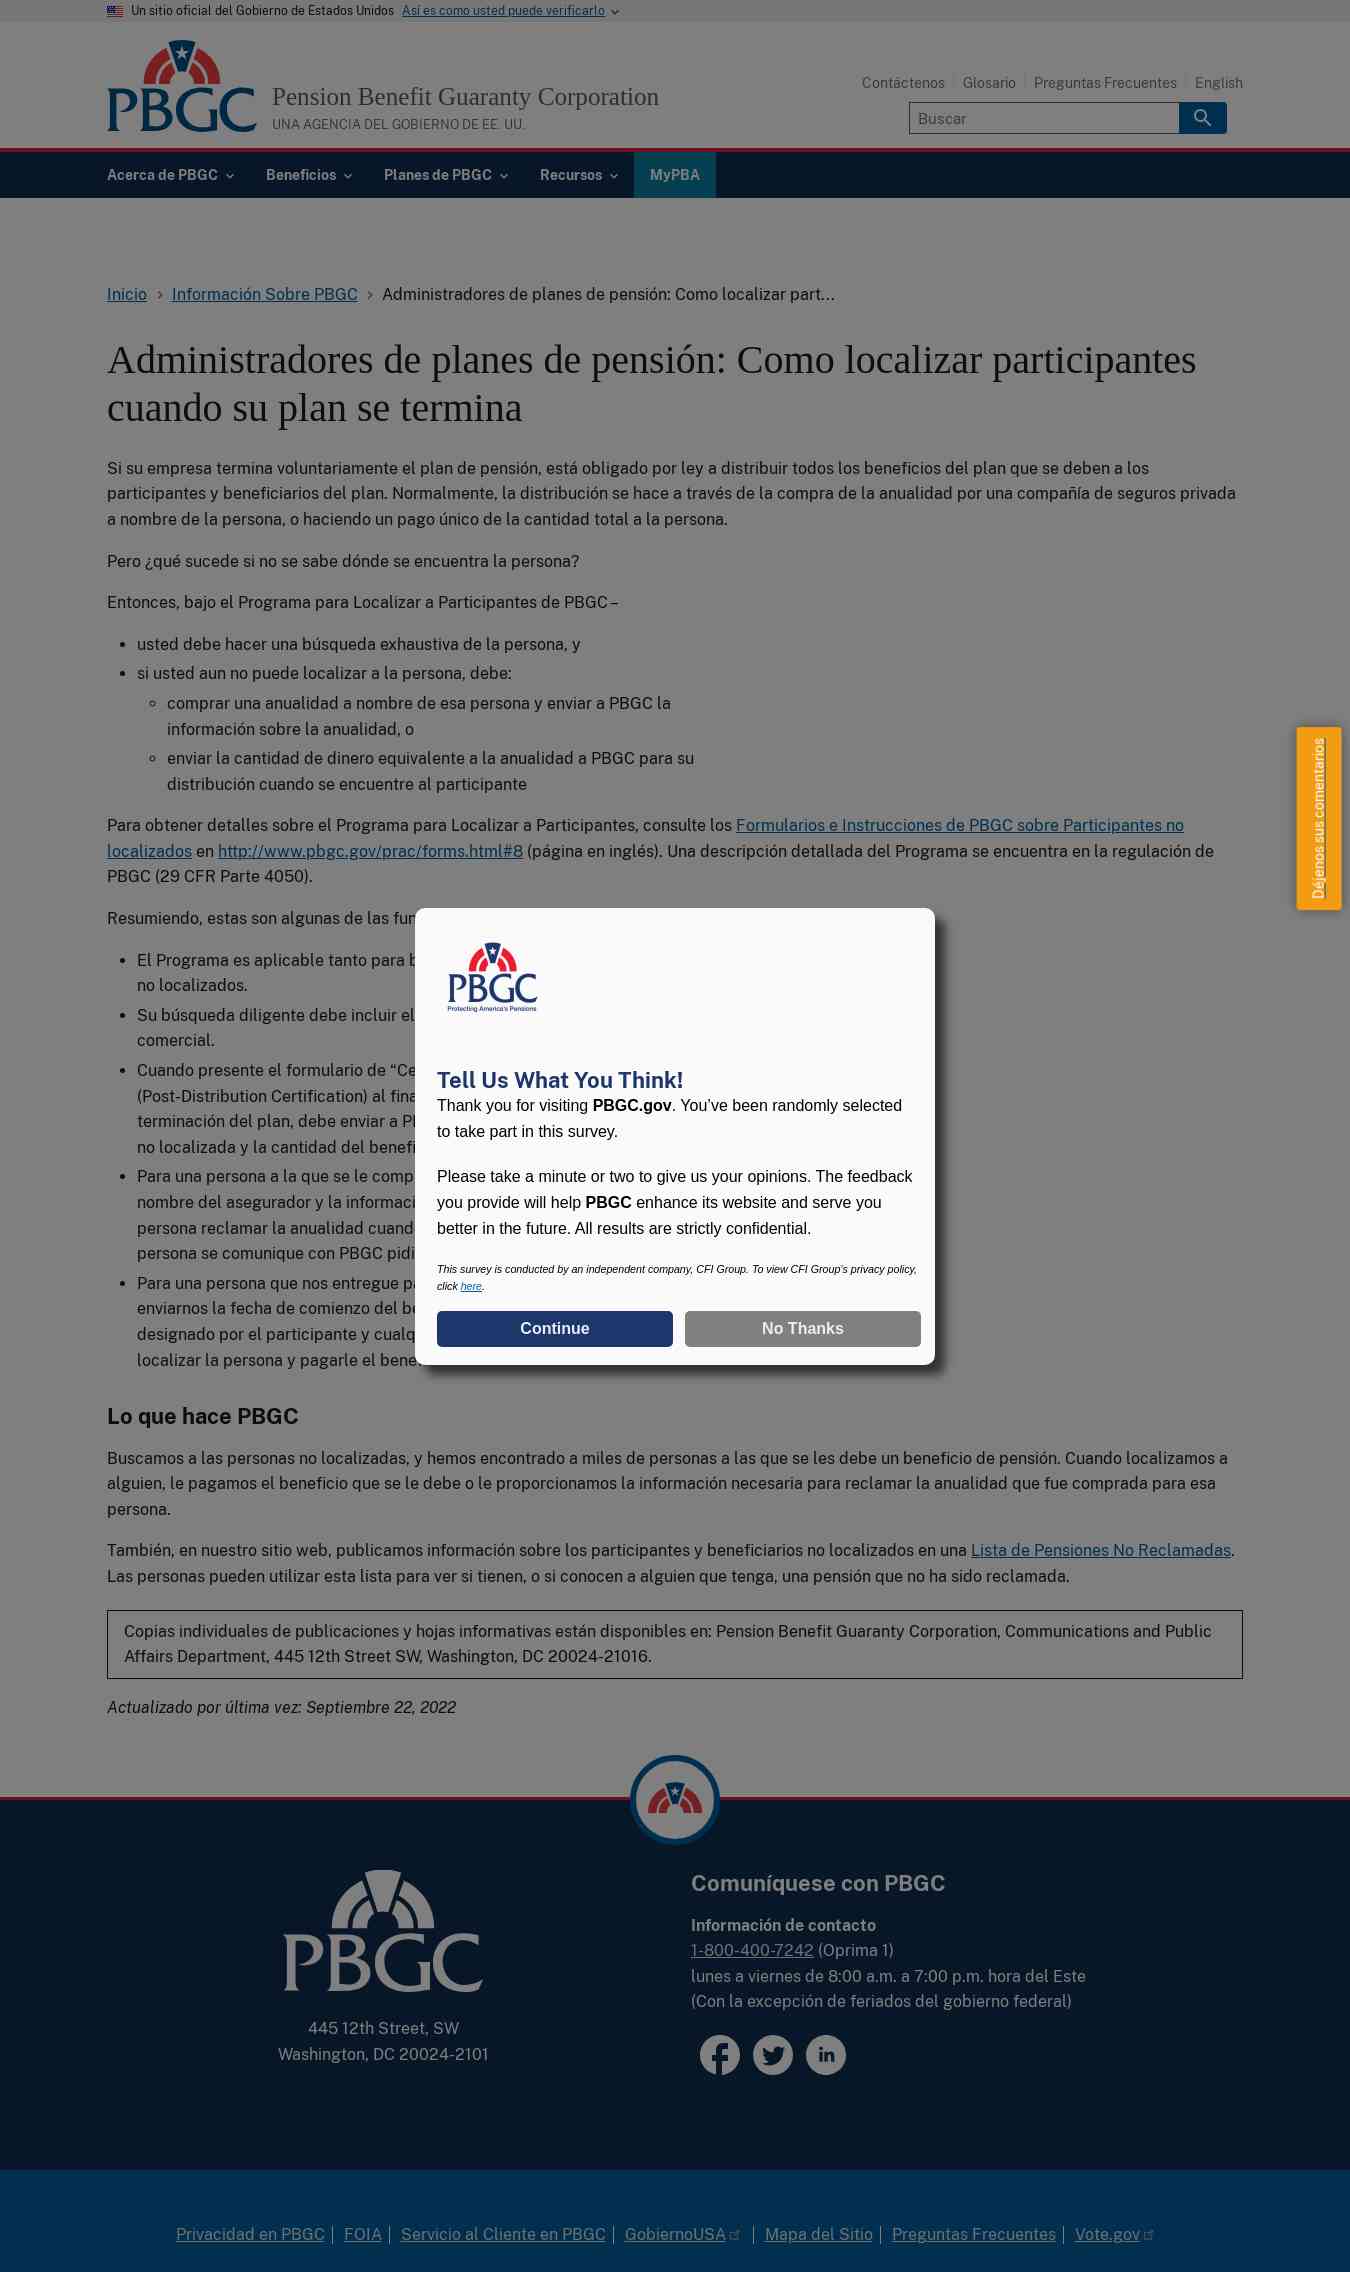 Un sitio oficial del Gobierno de Estados Unidos Así es como usted puede verificarlo
PBGC
Pension Benefit Guaranty Corporation
UNA AGENCIA DEL GOBIERNO DE EE. UU.
Contáctenos Glosario Preguntas Frecuentes English
Buscar
Acerca de PBGC Beneficios Planes de PBGC Recursos MyPBA
Inicio Información Sobre PBGC Administradores de planes de pensión: Como localizar part...
Administradores de planes de pensión: Como localizar participantes
cuando su plan se termina
Si su empresa termina voluntariamente el plan de pensión, está obligado por ley a distribuir todos los beneficios del plan que se deben a los
participantes y beneficiarios del plan. Normalmente, la distribución se hace a través de la compra de la anualidad por una compañía de seguros privada
a nombre de la persona, o haciendo un pago único de la cantidad total a la persona.
Pero ¿qué sucede si no se sabe dónde se encuentra la persona?
Entonces, bajo el Programa para Localizar a Participantes de PBGC –
• usted debe hacer una búsqueda exhaustiva de la persona, y
• si usted aun no puede localizar a la persona, debe:
◦ comprar una anualidad a nombre de esa persona y enviar a PBGC la
información sobre la anualidad, o
◦ enviar la cantidad de dinero equivalente a la anualidad a PBGC para su
distribución cuando se encuentre al participante
Déjenos sus comentarios
Para obtener detalles sobre el Programa para Localizar a Participantes, consulte los Formularios e Instrucciones de PBGC sobre Participantes no
localizados en http://www.pbgc.gov/prac/forms.html#8 (página en inglés). Una descripción detallada del Programa se encuentra en la regulación de
PBGC (29 CFR Parte 4050).
Resumiendo, estas son algunas de las
• El Programa es aplicable tanto para
no localizados.
• Su búsqueda diligente debe incluir el
comercial.
• Cuando presente el formulario de
(Post-Distribution Certification) al
terminación del plan, debe enviar a
no localizada y la cantidad del
• Para una persona a la que se le
nombre del asegurador y la
persona reclamar la anualidad
persona se comunique con PBGC
• Para una persona que nos entregue
enviarnos la fecha de comienzo del
designado por el participante y
localizar la persona y pagarle el
PBGC
Protecting America's Pensions
Tell Us What You Think!
Thank you for visiting PBGC.gov. You’ve been randomly selected
to take part in this survey.
Please take a minute or two to give us your opinions. The feedback
you provide will help PBGC enhance its website and serve you
better in the future. All results are strictly confidential.
This survey is conducted by an independent company, CFI Group. To view CFI Group's privacy policy,
click here.
Continue No Thanks
Lo que hace PBGC
Buscamos a las personas no localizadas, y hemos encontrado a miles de personas a las que se les debe un beneficio de pensión. Cuando localizamos a
alguien, le pagamos el beneficio que se le debe o le proporcionamos la información necesaria para reclamar la anualidad que fue comprada para esa
persona.
También, en nuestro sitio web, publicamos información sobre los participantes y beneficiarios no localizados en una Lista de Pensiones No Reclamadas.
Las personas pueden utilizar esta lista para ver si tienen, o si conocen a alguien que tenga, una pensión que no ha sido reclamada.
Copias individuales de publicaciones y hojas informativas están disponibles en: Pension Benefit Guaranty Corporation, Communications and Public
Affairs Department, 445 12th Street SW, Washington, DC 20024-21016.
Actualizado por última vez: Septiembre 22, 2022
PBGC
445 12th Street, SW
Washington, DC 20024-2101
Comuníquese con PBGC
Información de contacto
1-800-400-7242 (Oprima 1)
lunes a viernes de 8:00 a.m. a 7:00 p.m. hora del Este
(Con la excepción de feriados del gobierno federal)
Privacidad en PBGC FOIA Servicio al Cliente en PBGC GobiernoUSA Mapa del Sitio Preguntas Frecuentes Vote.gov